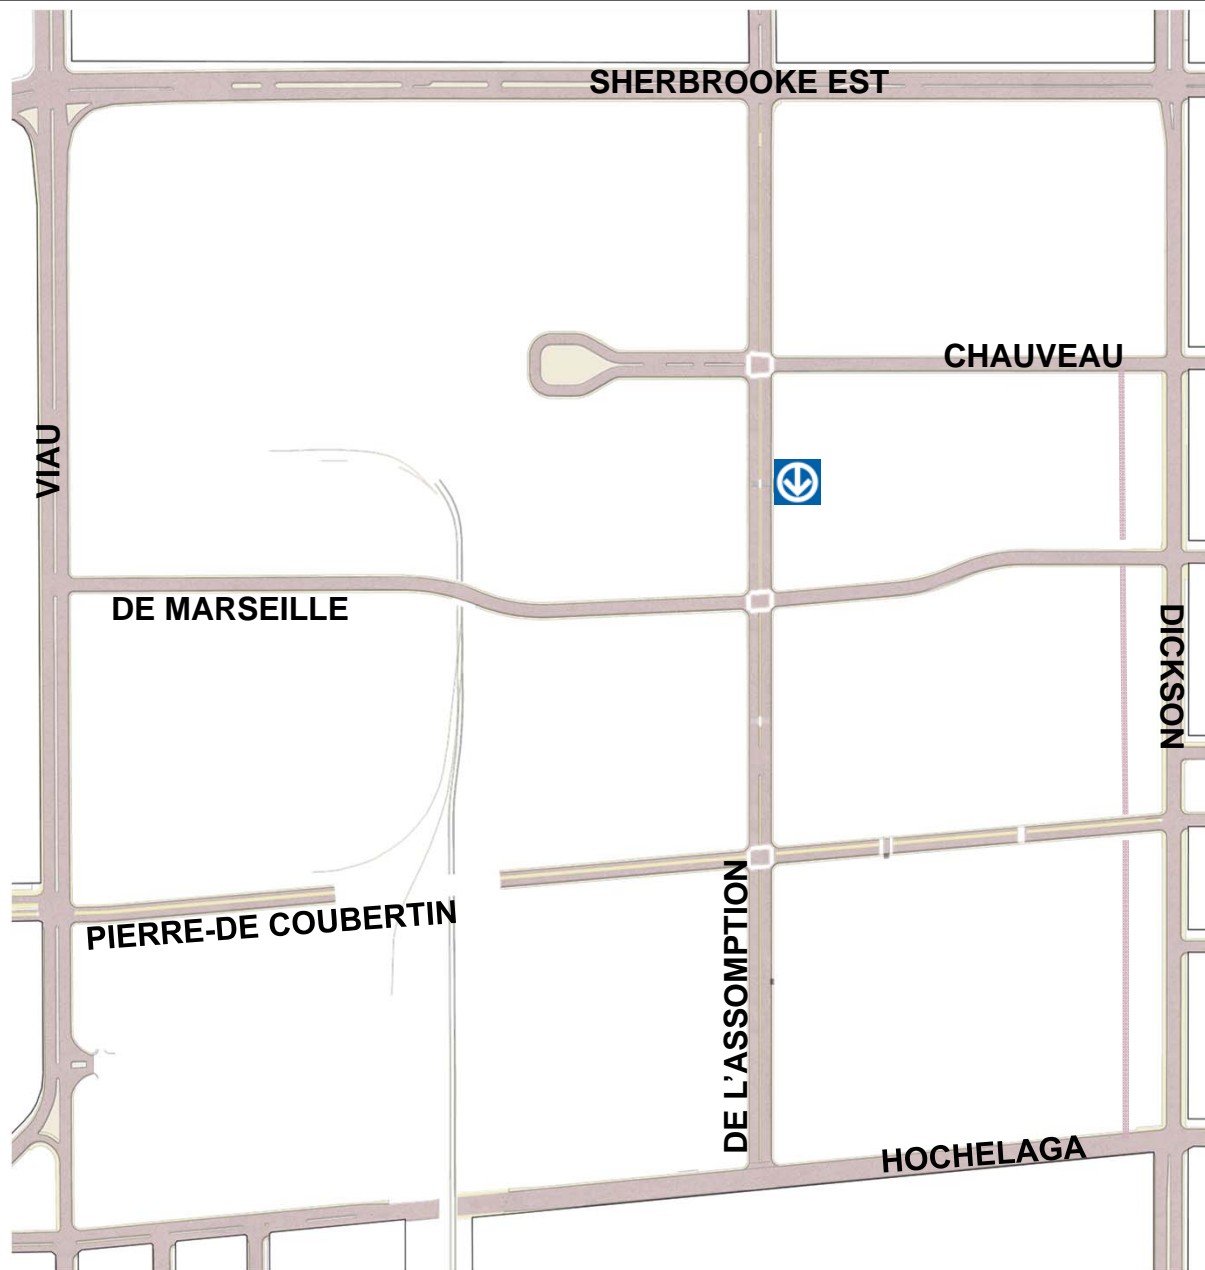 SHERBROOKE EST
CHAUVEAU
VIAU
DE MARSEILLE
DICKSON
PIERRE-DE COUBERTIN
DE L'ASSOMPTION
HOCHELAGA